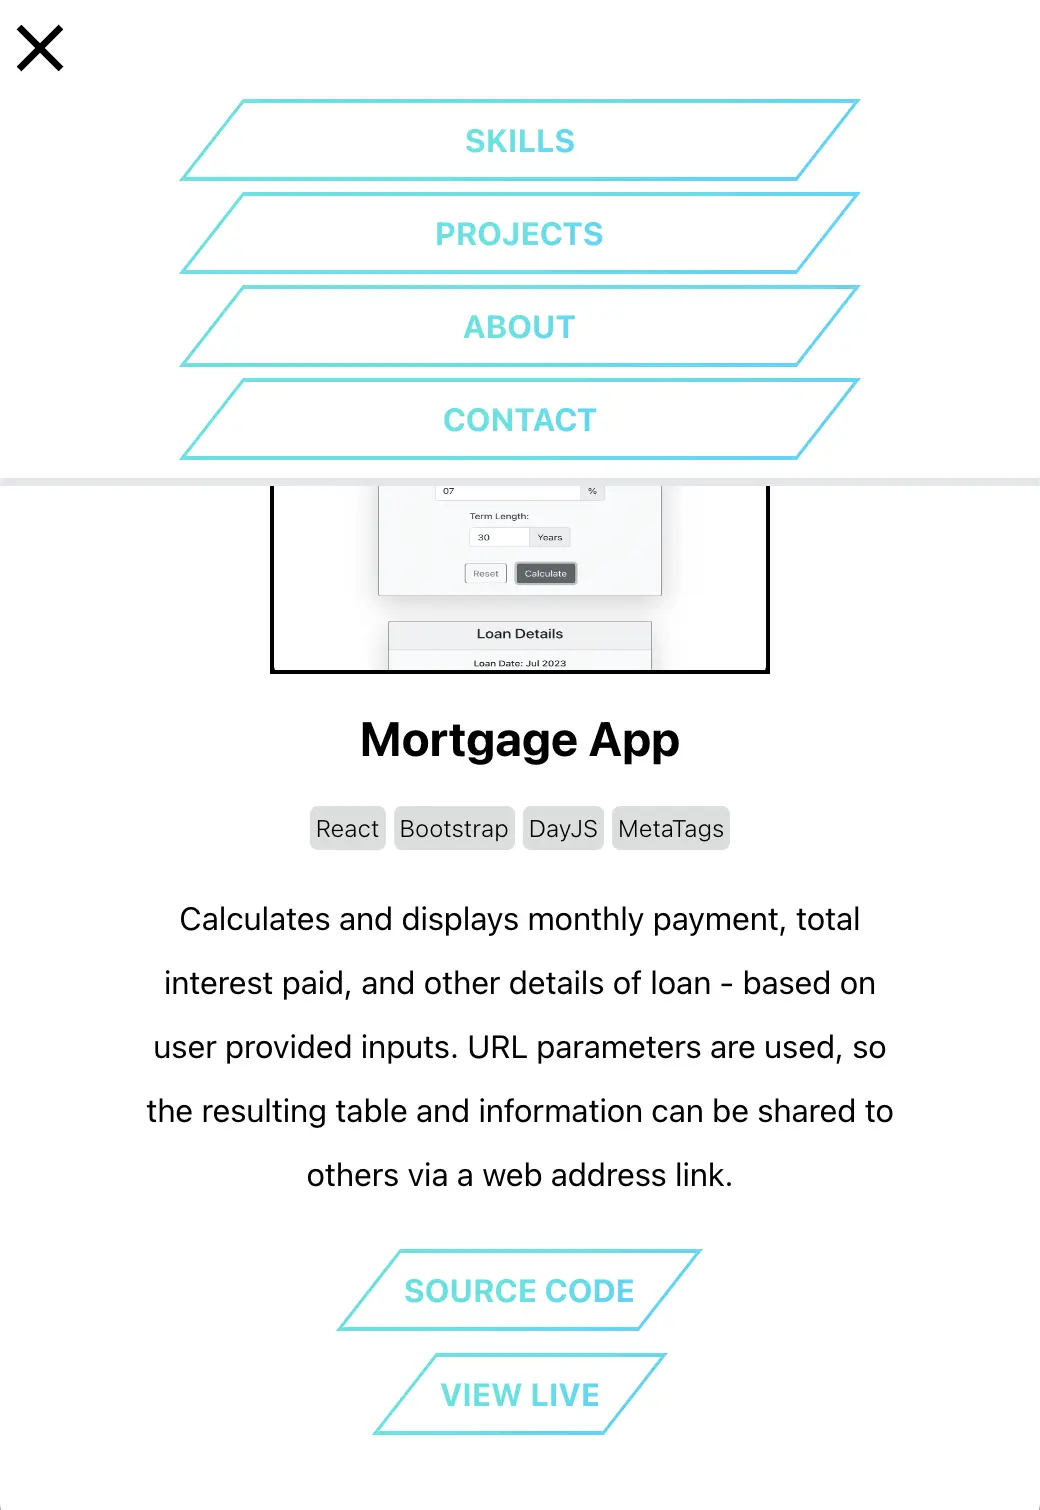 SKILLS
PROJECTS
ABOUT
CONTACT
07 %
Term Length:
30 Years
Reset Calculate
Loan Details
Loan Date: Jul 2023
Mortgage App
React Bootstrap DayJS MetaTags
Calculates and displays monthly payment, total
interest paid, and other details of loan - based on
user provided inputs. URL parameters are used, so
the resulting table and information can be shared to
others via a web address link.
SOURCE CODE
VIEW LIVE